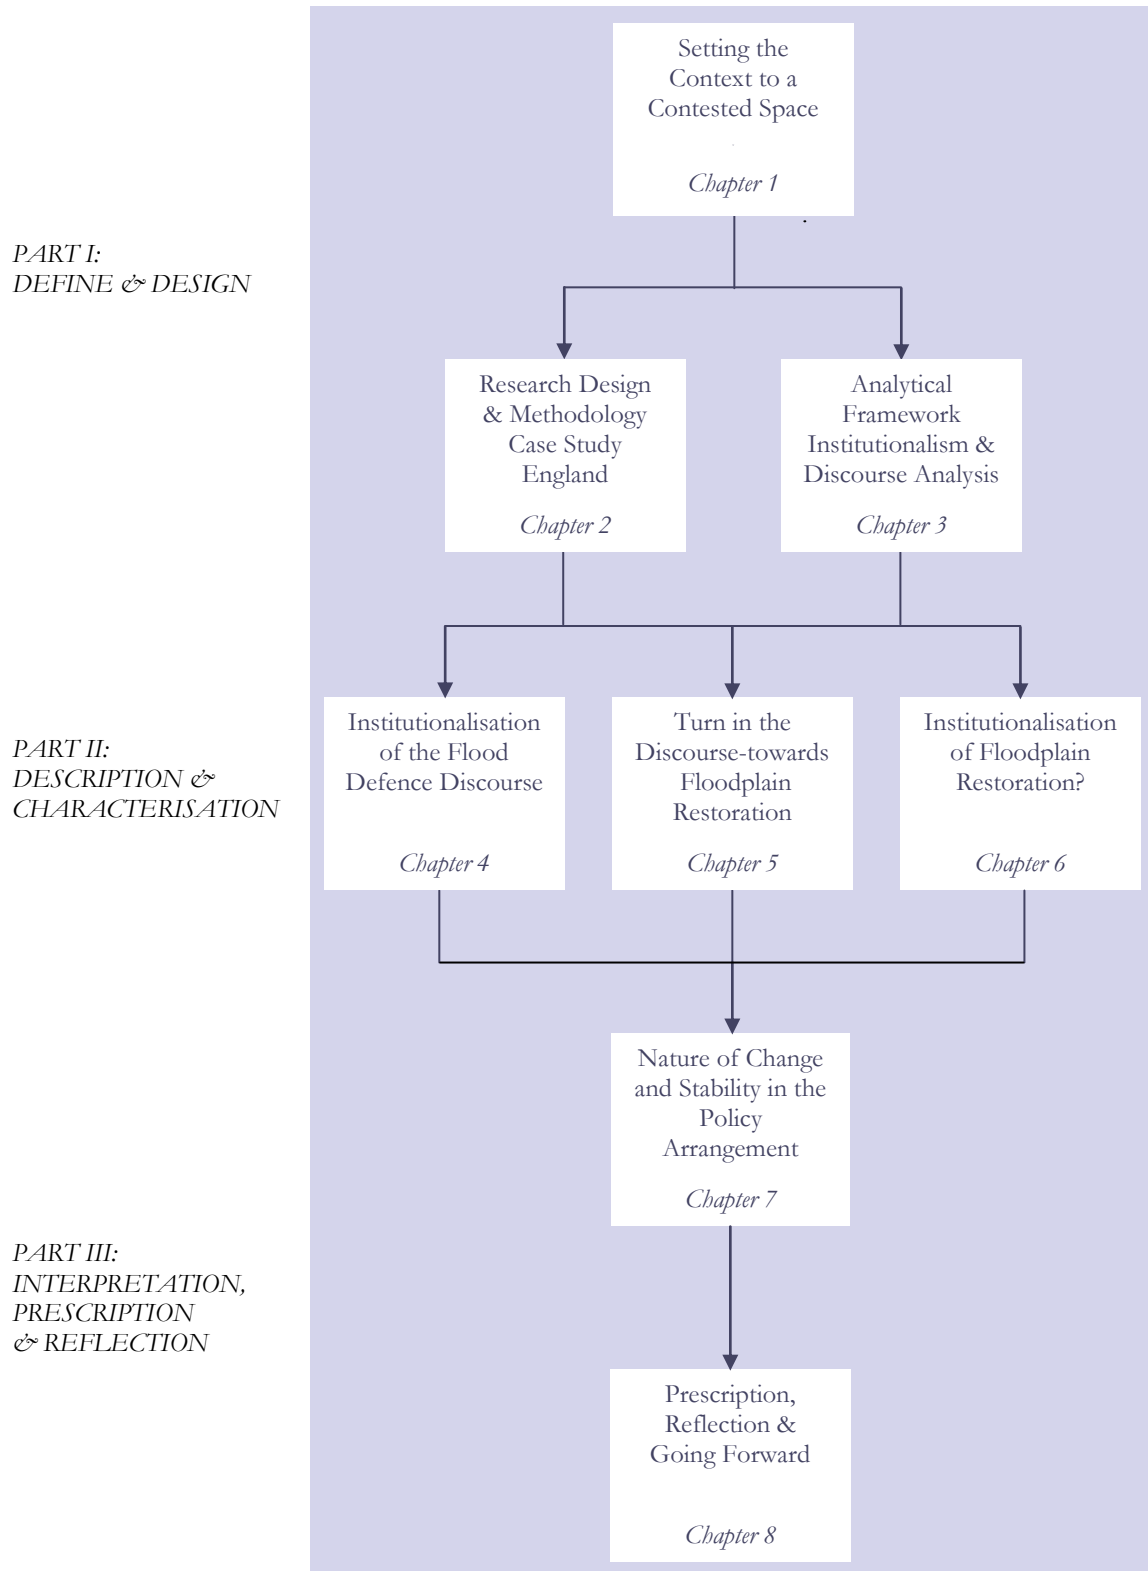 Setting the
Context to a
Contested Space
Chapter 1
PART I:
DEFINE & DESIGN
Research Design
& Methodology
Case Study
England
Chapter 2
Analytical
Framework
Institutionalism &
Discourse Analysis
Chapter 3
PART II:
DESCRIPTION &
CHARACTERISATION
Institutionalisation
of the Flood
Defence Discourse
Chapter 4
Turn in the
Discourse-towards
Floodplain
Restoration
Chapter 5
Institutionalisation
of Floodplain
Restoration?
Chapter 6
Nature of Change
and Stability in the
Policy
Arrangement
Chapter 7
PART III:
INTERPRETATION,
PRESCRIPTION
& REFLECTION
Prescription,
Reflection &
Going Forward
Chapter 8